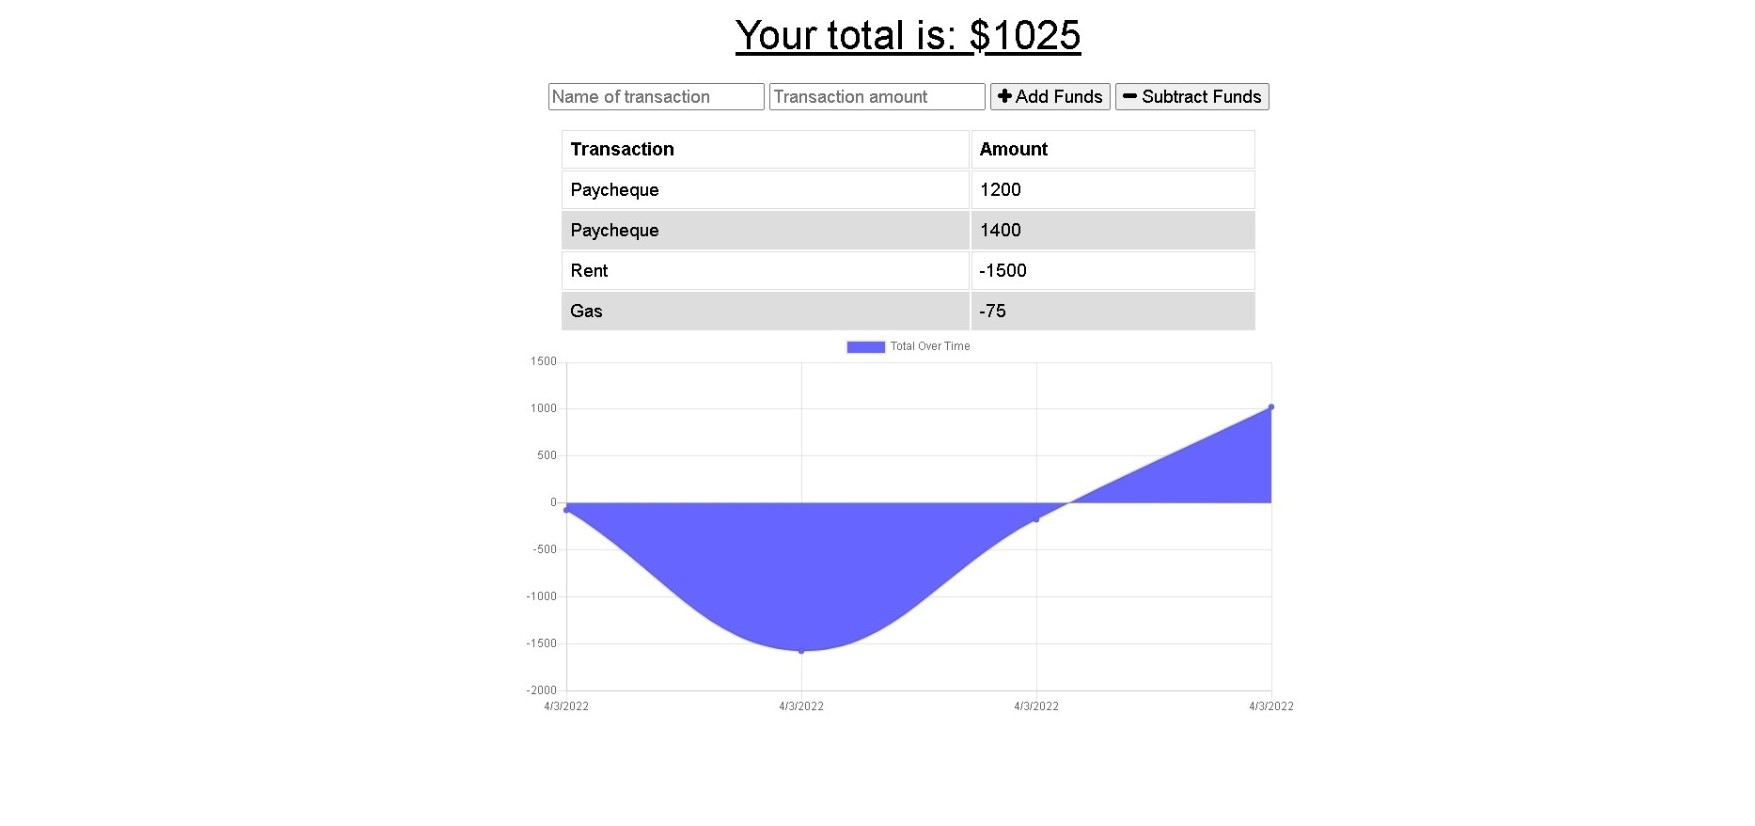 Your total is: $1025
Name of transaction Transaction amount Add Funds Subtract Funds
Transaction Amount
Paycheque 1200
Paycheque 1400
Rent -1500
Gas -75
Total Over Time
1500
1000
500
0
-500
-1000
-1500
-2000
4/3/2022 4/3/2022 4/3/2022 4/3/2022